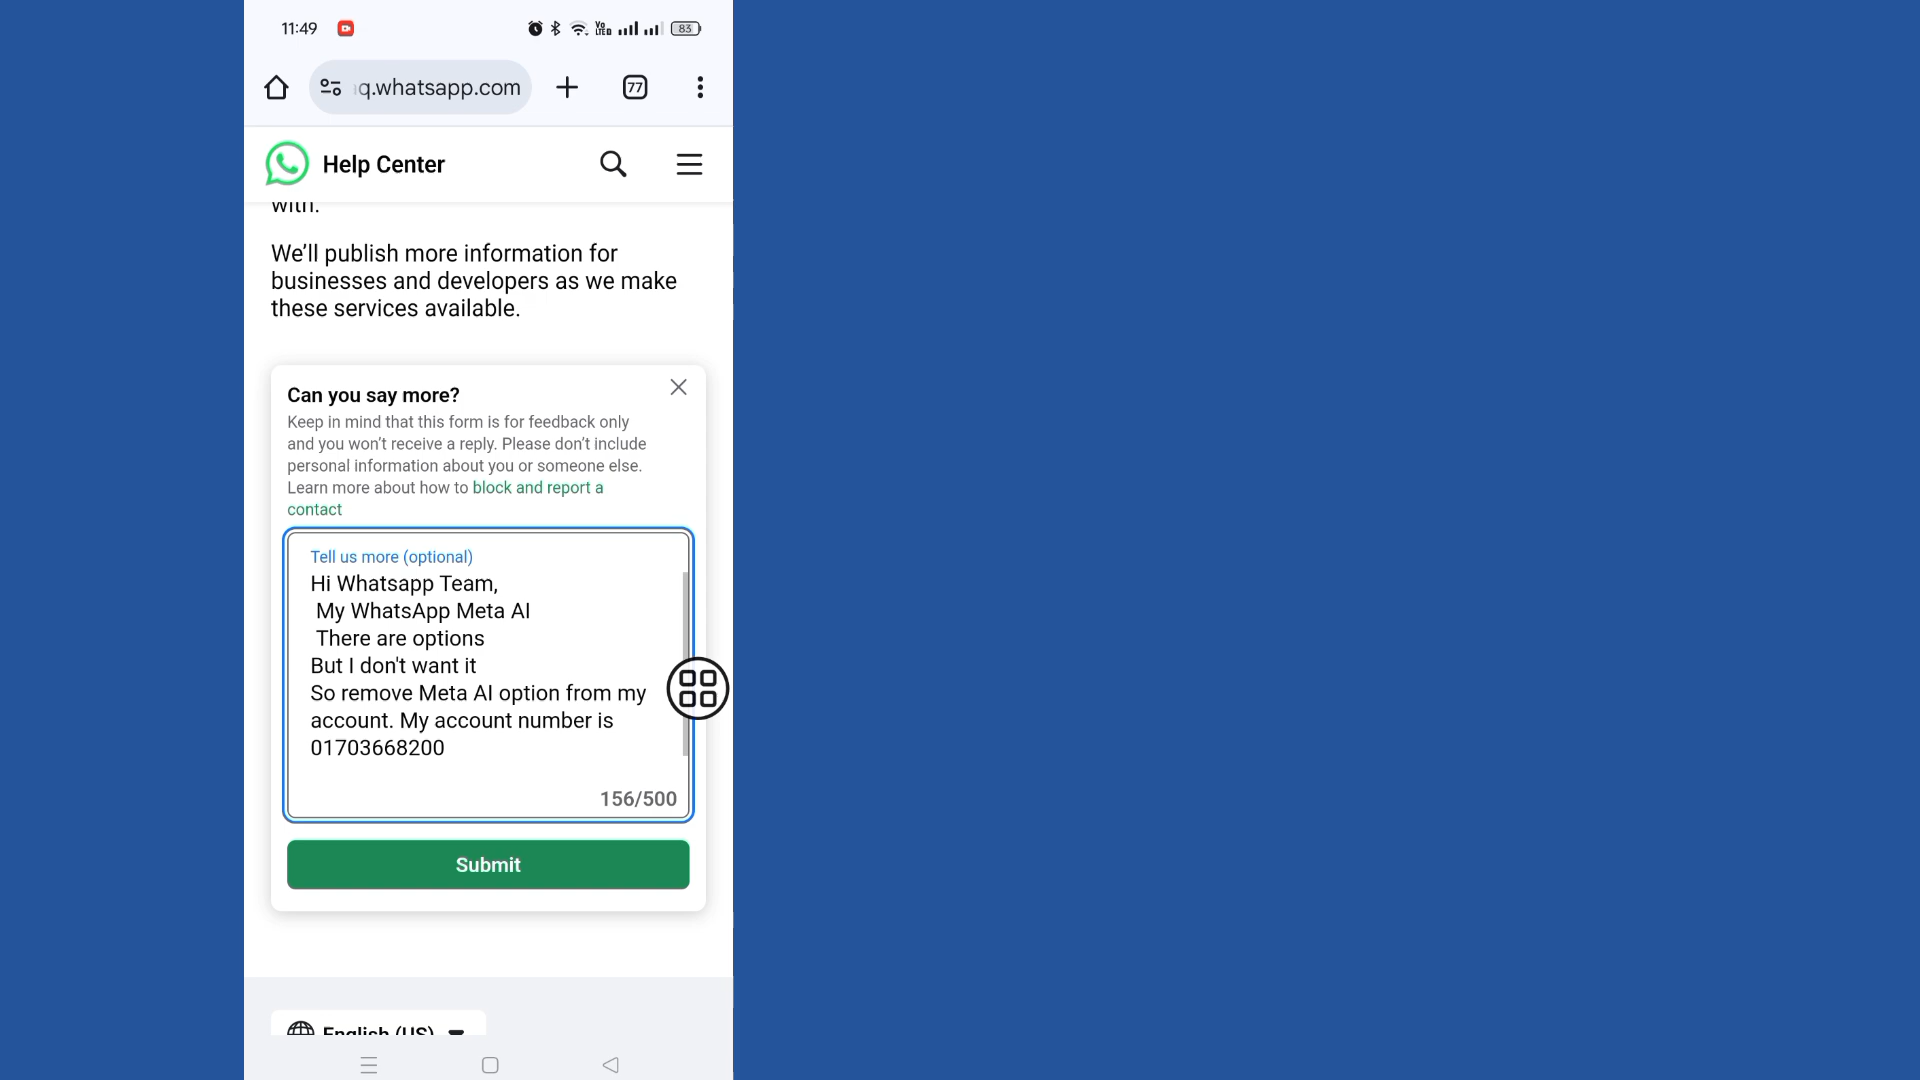 11:49
Vo
LTE
83
q.whatsapp.com
77
Help Center
with.
We’ll publish more information for
businesses and developers as we make
these services available.
Can you say more?
Keep in mind that this form is for feedback only
and you won’t receive a reply. Please don’t include
personal information about you or someone else.
Learn more about how to block and report a
contact
Tell us more (optional)
Hi Whatsapp Team,
My WhatsApp Meta AI
There are options
But I don't want it
So remove Meta AI option from my
account. My account number is
01703668200
156/500
Submit
English (US)